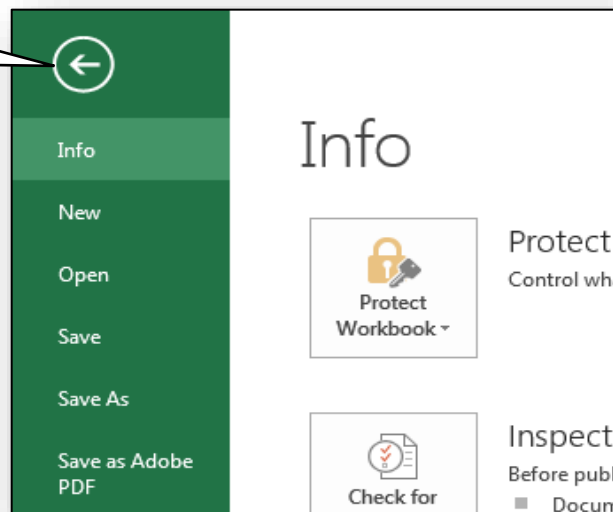 Info
New
Open
Save
Save As
Save as Adobe
PDF
Info
Protect
Workbook
Protect
Control wh
Check for
Inspect
Before publ
Docum